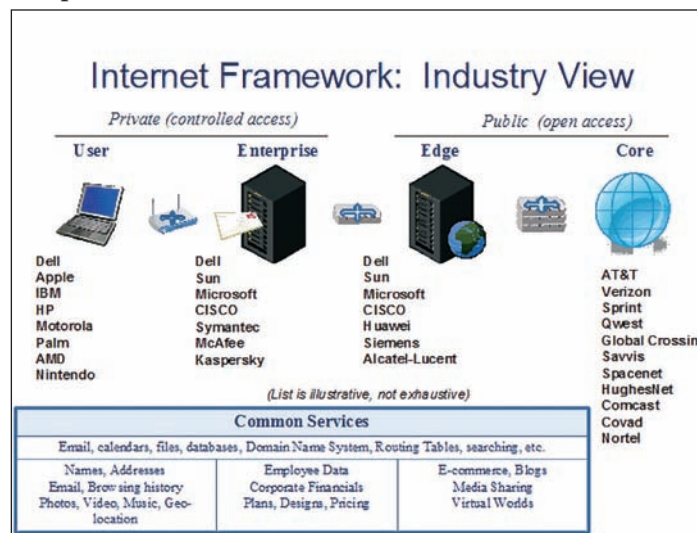 Internet Framework: Industry View
Private (controlled access)
Public (open access)
User
Enterprise
Edge
Core
Dell
Apple
IBM
HP
Motorola
Palm
AMD
Nintendo
Dell
Sun
Microsoft
CISCO
Symantec
McAfee
Kaspersky
Dell
Sun
Microsoft
CISCO
Huawei
Siemens
Alcatel-Lucent
AT&T
Verizon
Sprint
Qwest
Global Crossin
Savvis
Spacenet
HughesNet
Comcast
Covad
Nortel
(List is illustrative, not exhaustive)
Common Services
Email, calendars, files, databases, Domain Name System, Routing Tables, searching, etc.
Names, Addresses
Email, Browsing history
Photos, Video, Music, Geo-
location
Employee Data
Corporate Financials
Plans, Designs, Pricing
E-commerce, Blogs
Media Sharing
Virtual Worlds